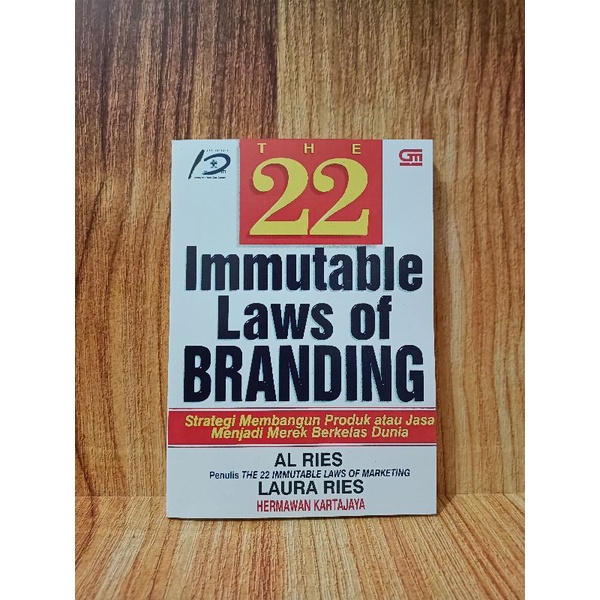 THE
22
Immutable
Laws of
BRANDING
Strategi Membangun Produk atau Jasa
Menjadi Merek Berkelas Dunia
AL RIES
Penulis THE 22 IMMUTABLE LAWS OF MARKETING
LAURA RIES
HERMAWAN KARTAJAYA